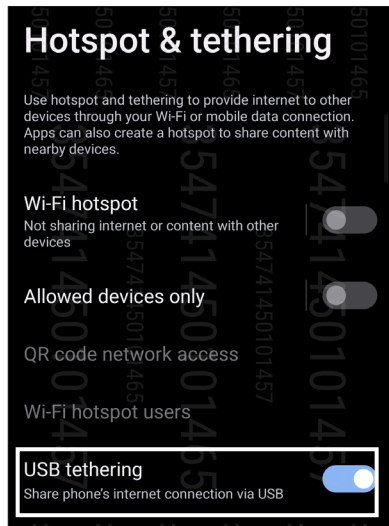 Hotspot & tethering
Use hotspot and tethering to provide internet to other
devices through your Wi-Fi or mobile data connection.
Apps can also create a hotspot to share content with
nearby devices.
Wi-Fi hotspot
Not sharing internet or content with other
devices
Allowed devices only
QR code network access
Wi-Fi hotspot users
USB tethering
Share phone's internet connection via USB